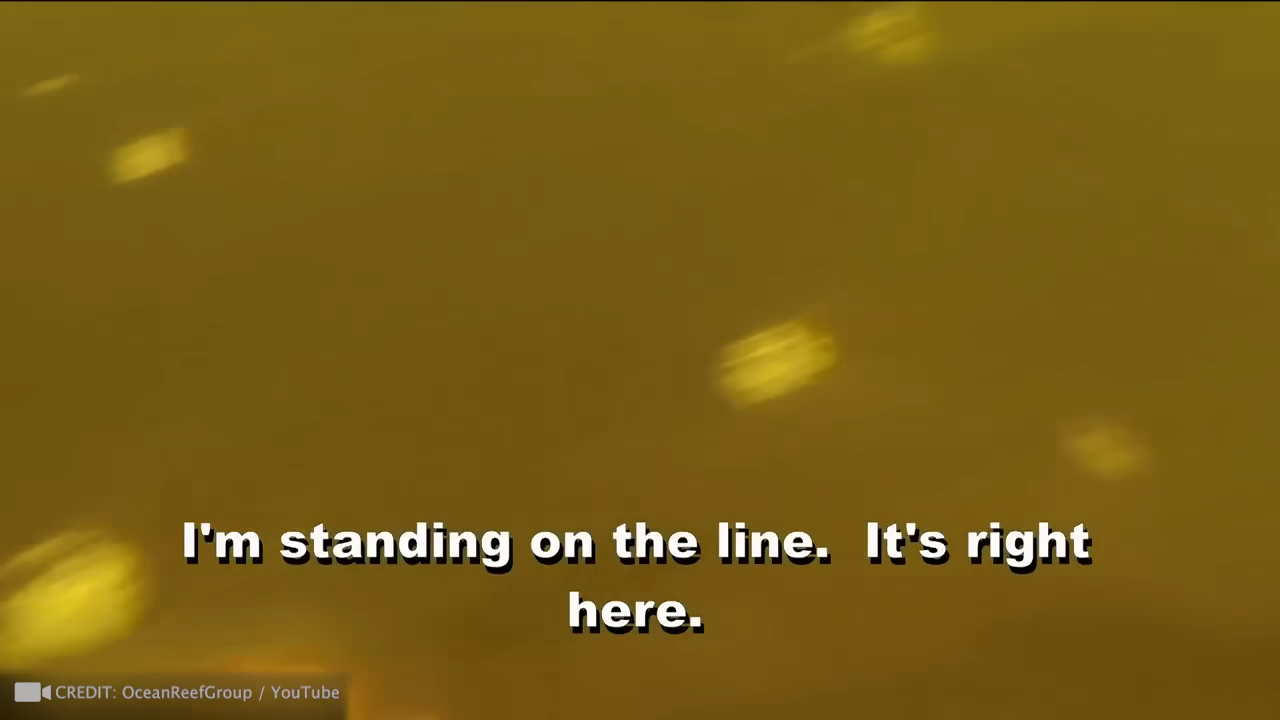 I'm standing on the line.  It's right
here.
CREDIT: OceanReefGroup / YouTube